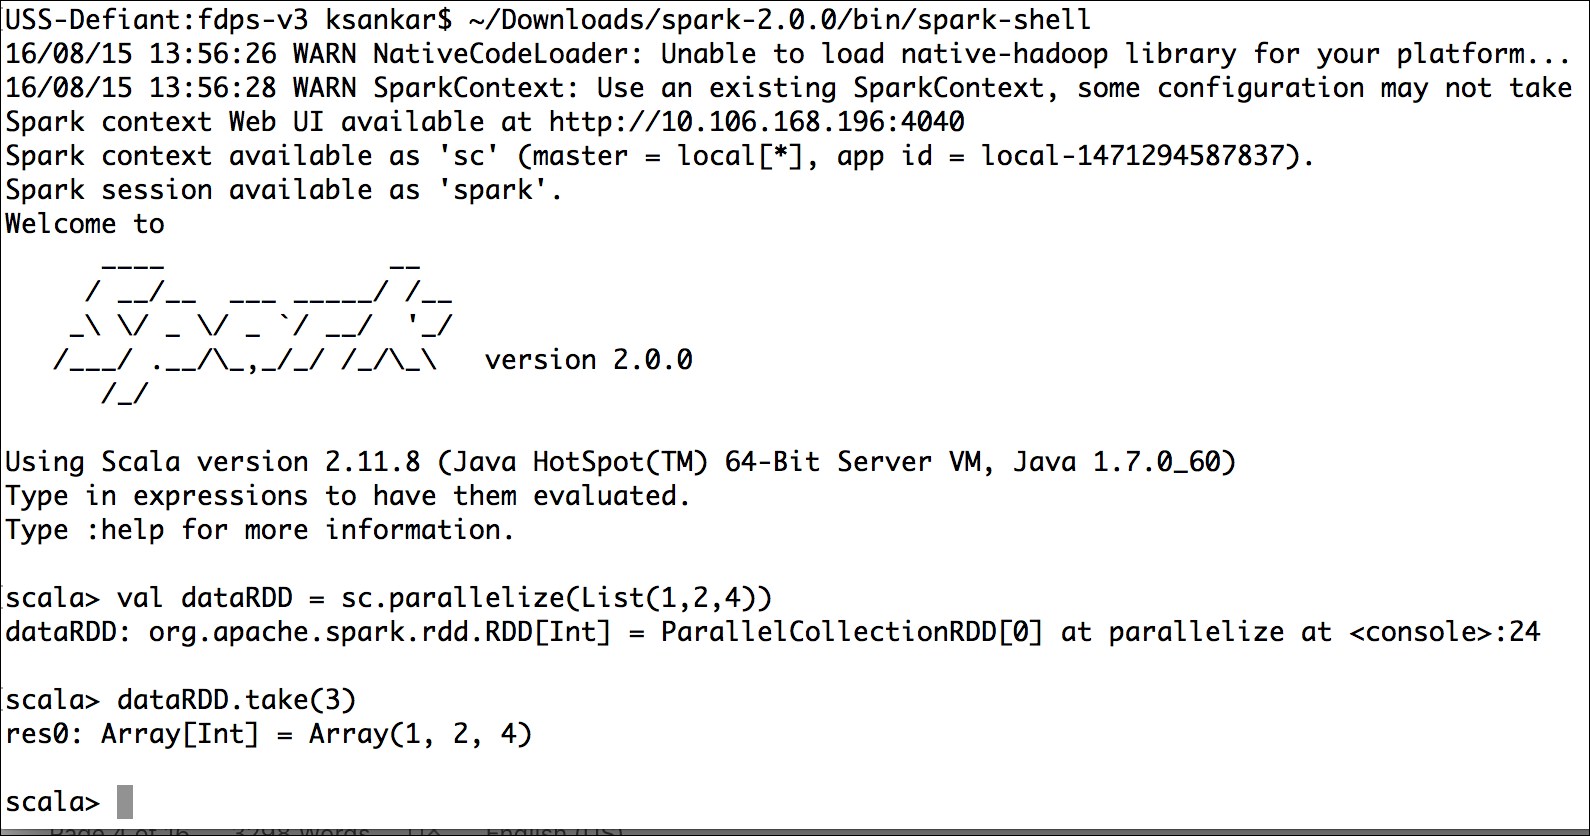 USS-Defiant:fdps-v3 ksankar$ ~/Downloads/spark-2.0.0/bin/spark-shell
16/08/15 13:56:26 WARN NativeCodeLoader: Unable to load native-hadoop library for your platform...
16/08/15 13:56:28 WARN SparkContext: Use an existing SparkContext, some configuration may not take
Spark context Web UI available at http://10.106.168.196:4040
Spark context available as 'sc' (master = local[*], app id = local-1471294587837).
Spark session available as 'spark'.
Welcome to
      ____              __
     / __/__  ___ _____/ /__
    _\ \/ _ \/ _ `/ __/  '_/
   /___/ .__/\_,_/_/ /_/\_\   version 2.0.0
      /_/
Using Scala version 2.11.8 (Java HotSpot(TM) 64-Bit Server VM, Java 1.7.0_60)
Type in expressions to have them evaluated.
Type :help for more information.
scala> val dataRDD = sc.parallelize(List(1,2,4))
dataRDD: org.apache.spark.rdd.RDD[Int] = ParallelCollectionRDD[0] at parallelize at <console>:24
scala> dataRDD.take(3)
res0: Array[Int] = Array(1, 2, 4)
scala>
Page 4 of 16 3298 Words English (US)